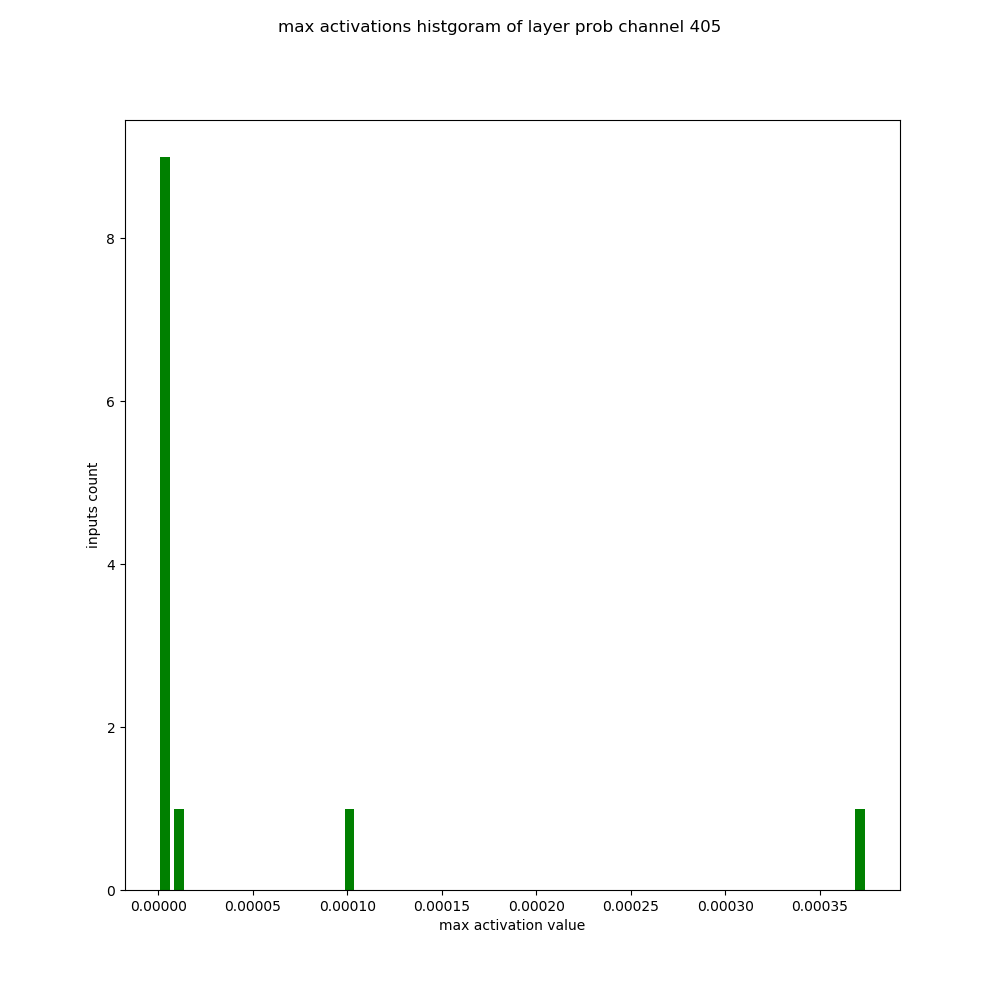 max activations histgoram of layer prob channel 405
inputs count
8
6
4
2
0
0.00000 0.00005 0.00010 0.00015 0.00020 0.00025 0.00030 0.00035
max activation value